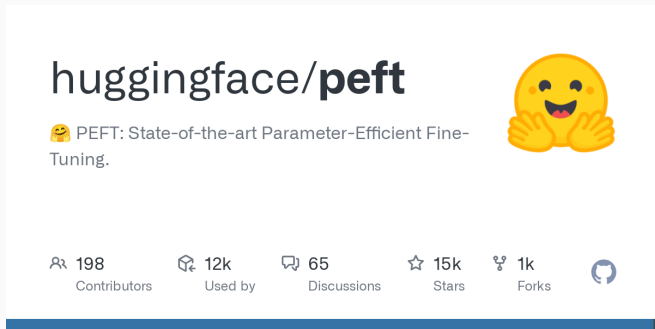 huggingface/peft
🤗 PEFT: State-of-the-art Parameter-Efficient Fine-
Tuning.
198 12k 65 15k 1k
Contributors Used by Discussions Stars Forks